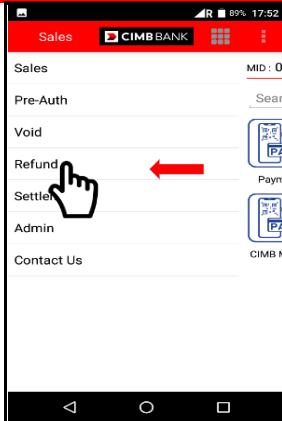 R 89% 17:52
Sales CIMB BANK
Sales
MID : 0
Pre-Auth
Sear
Void
Refund
Paym
Settle
Admin
CIMB M
Contact Us